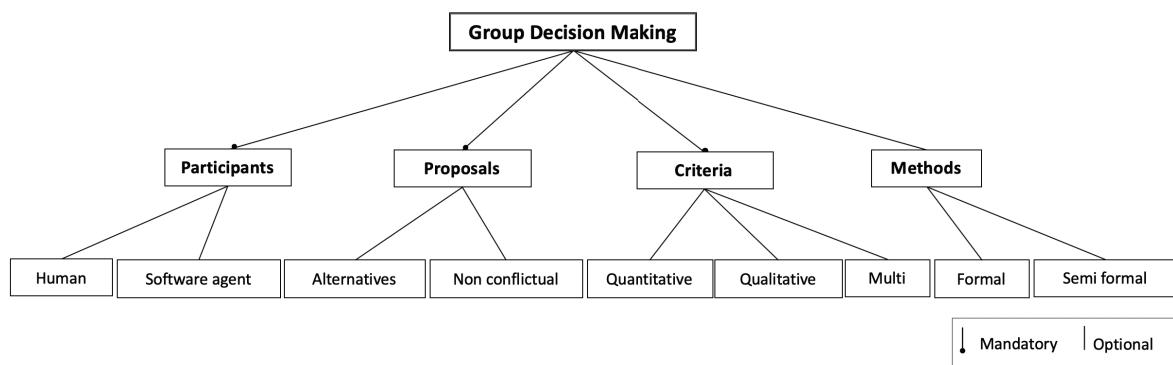 Group Decision Making
Participants
Proposals
Criteria
Methods
Human
Software agent
Alternatives
Non conflictual
Quantitative
Qualitative
Multi
Formal
Semi formal
Mandatory
Optional